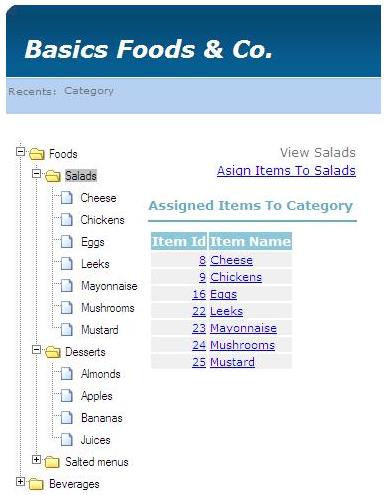 Basics Foods & Co.
Recents: Category
Foods
Salads
Cheese
Chickens
Eggs
Leeks
Mayonnaise
Mushrooms
Mustard
Desserts
Almonds
Apples
Bananas
Juices
Salted menus
Beverages
View Salads
Asign Items To Salads
Assigned Items To Category
Item Id Item Name
8 Cheese
9 Chickens
16 Eggs
22 Leeks
23 Mayonnaise
24 Mushrooms
25 Mustard